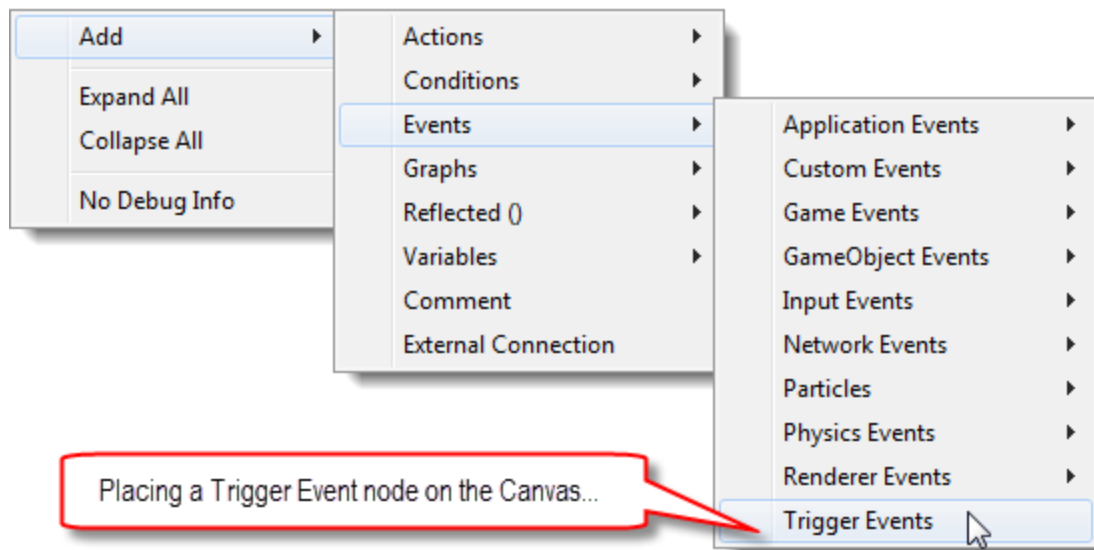 Add
Expand All
Collapse All
No Debug Info
Actions
Conditions
Events
Graphs
Reflected ()
Variables
Comment
External Connection
Application Events
Custom Events
Game Events
GameObject Events
Input Events
Network Events
Particles
Physics Events
Renderer Events
Trigger Events
Placing a Trigger Event node on the Canvas...